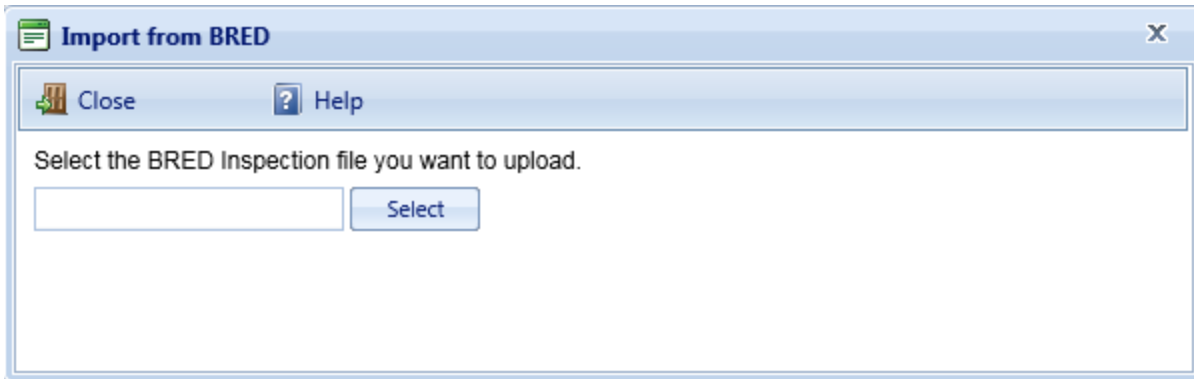 Import from BRED
Close Help
Select the BRED Inspection file you want to upload.
Select